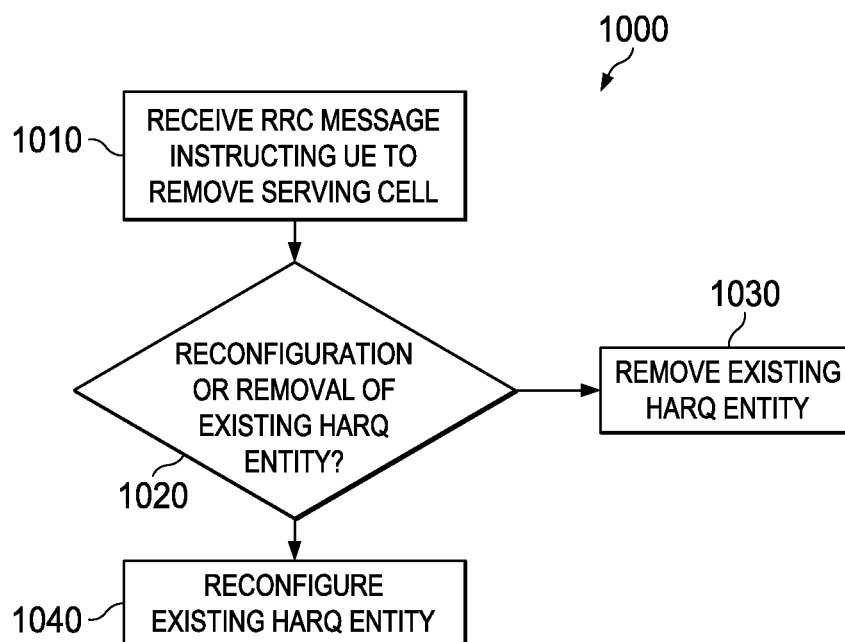 1000
1010
RECEIVE RRC MESSAGE
INSTRUCTING UE TO
REMOVE SERVING CELL
RECONFIGURATION
OR REMOVAL OF
EXISTING HARQ
ENTITY?
1020
1030
REMOVE EXISTING
HARQ ENTITY
1040
RECONFIGURE
EXISTING HARQ ENTITY